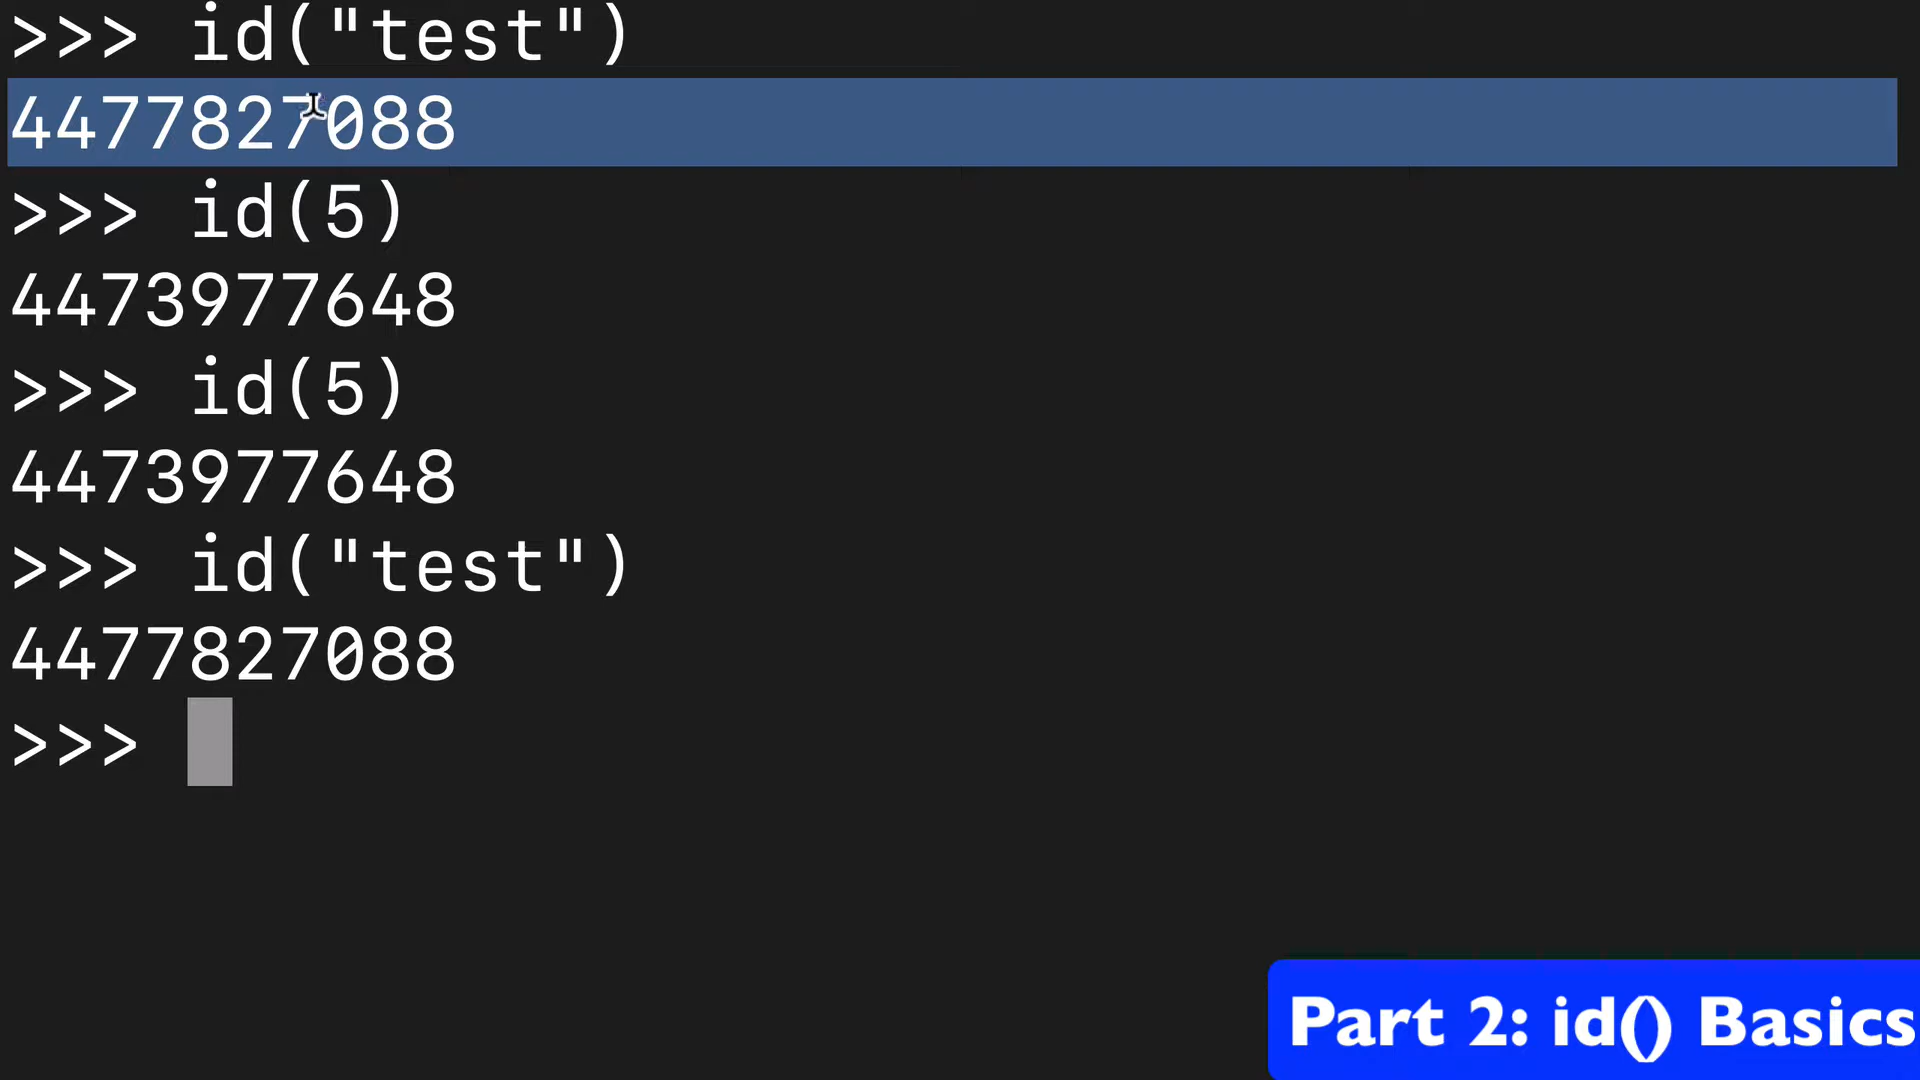 >>> id("test")
4477827088
>>> id(5)
4473977648
>>> id(5)
4473977648
>>> id("test")
4477827088
>>>
Part 2: id() Basics